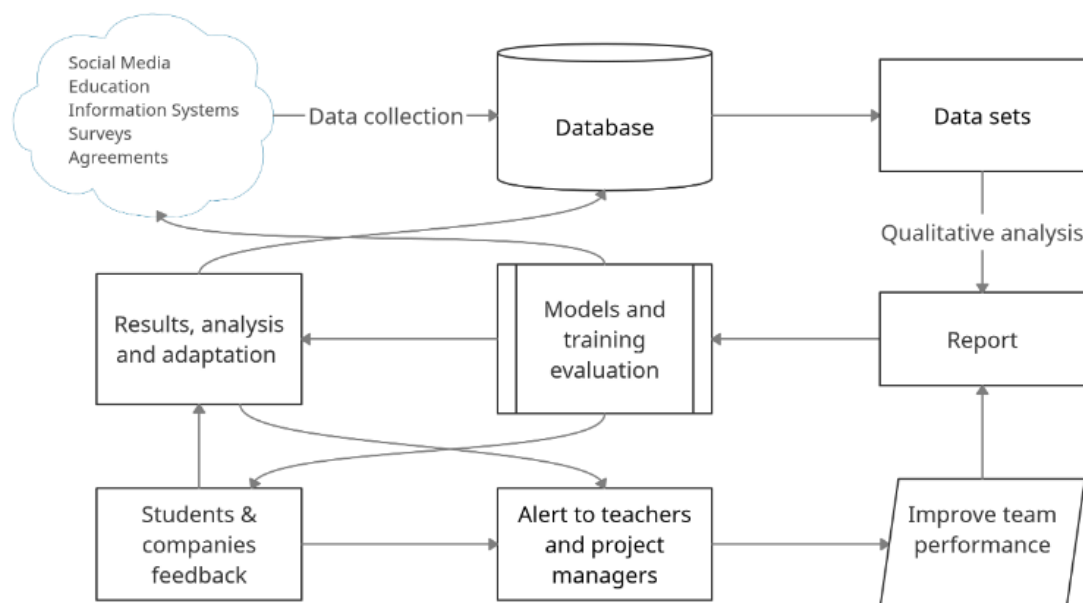 Social Media
Education
Information Systems
Surveys
Agreements
Data collection
Database
Data sets
Qualitative analysis
Results, analysis
and adaptation
Models and
training
evaluation
Report
Students &
companies
feedback
Alert to teachers
and project
managers
Improve team
performance